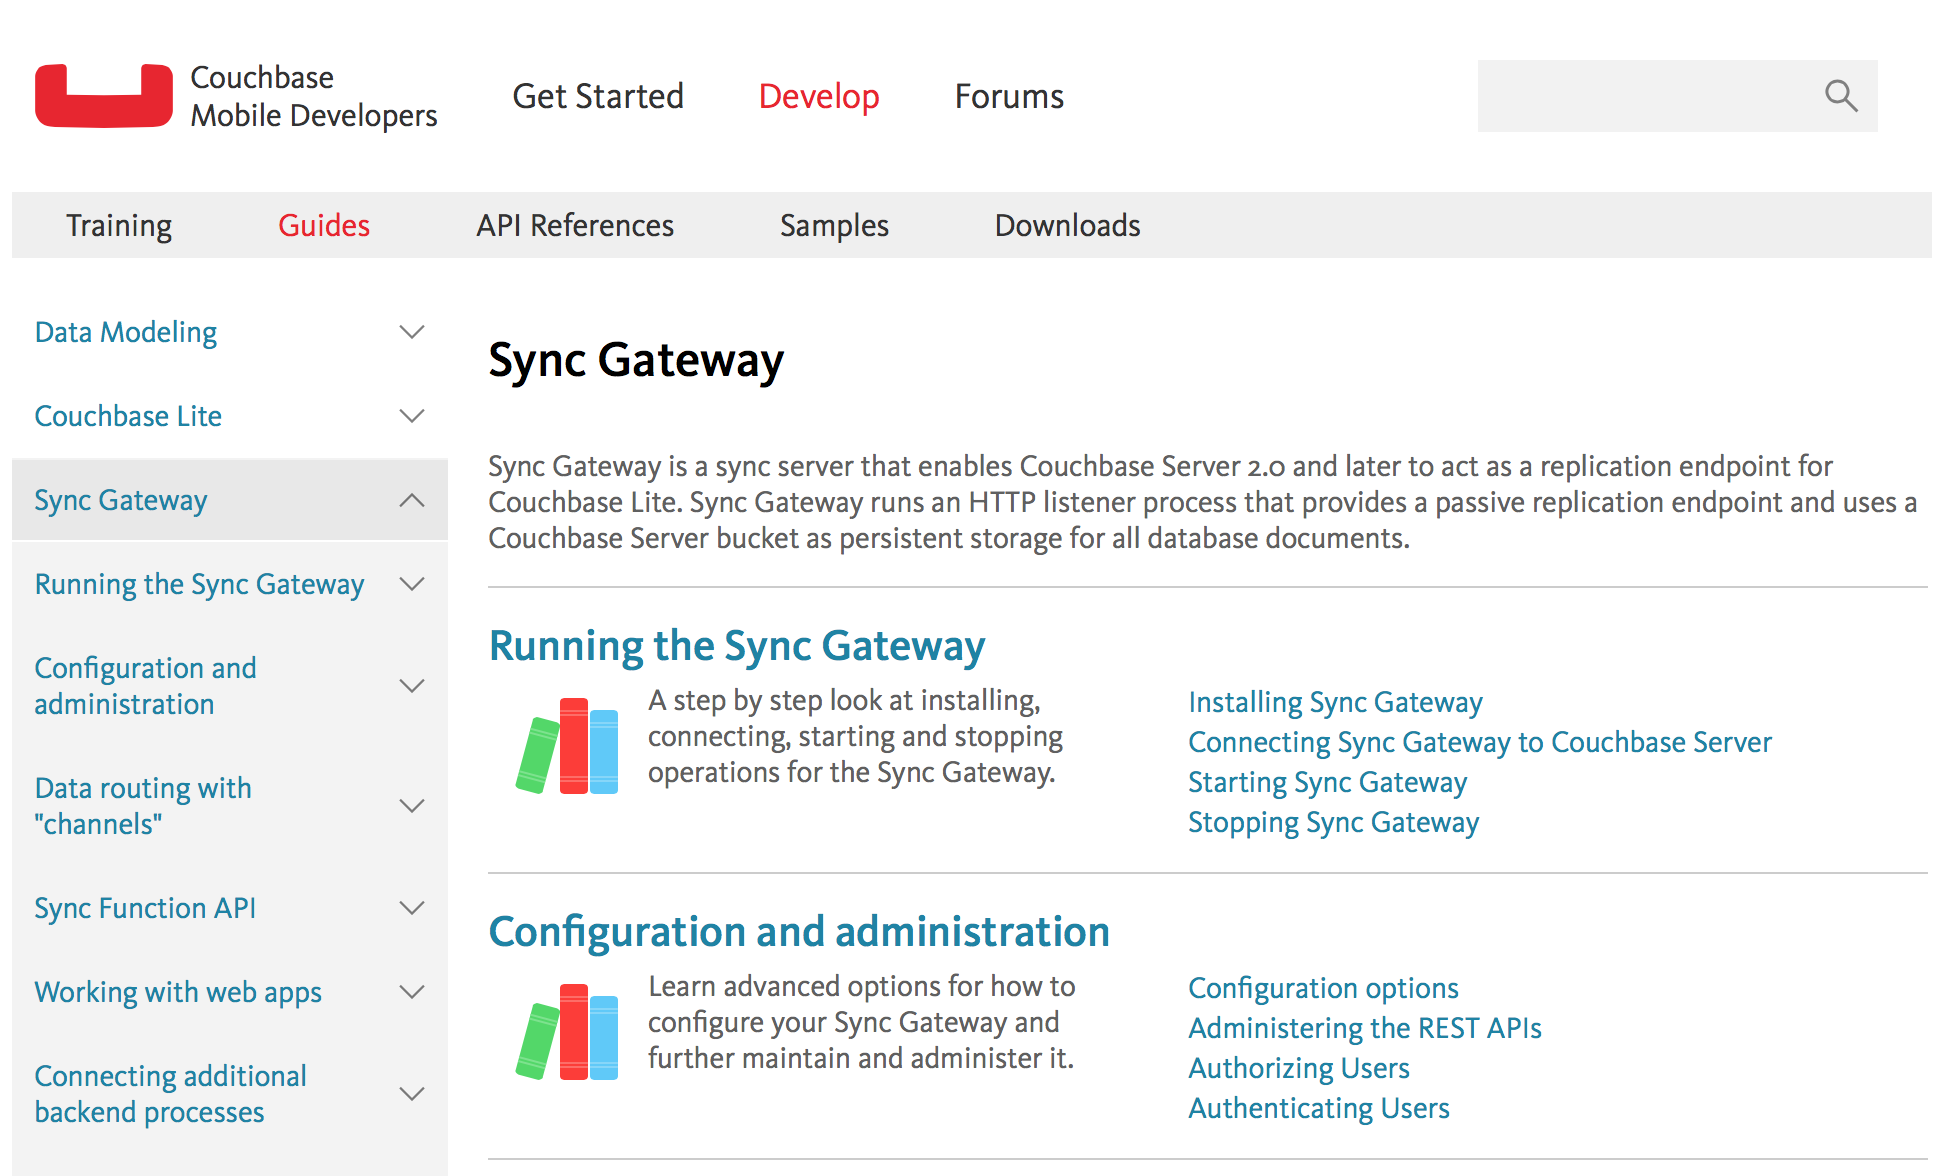 Couchbase
Mobile Developers
Get Started
Develop
Forums
Training
Guides
API References
Samples
Downloads
Data Modeling
Couchbase Lite
Sync Gateway
Running the Sync Gateway
Configuration and
administration
Data routing with
"channels"
Sync Function API
Working with web apps
Connecting additional
backend processes
Sync Gateway
Sync Gateway is a sync server that enables Couchbase Server 2.0 and later to act as a replication endpoint for
Couchbase Lite. Sync Gateway runs an HTTP listener process that provides a passive replication endpoint and uses a
Couchbase Server bucket as persistent storage for all database documents.
Running the Sync Gateway
A step by step look at installing,
connecting, starting and stopping
operations for the Sync Gateway.
Installing Sync Gateway
Connecting Sync Gateway to Couchbase Server
Starting Sync Gateway
Stopping Sync Gateway
Configuration and administration
Learn advanced options for how to
configure your Sync Gateway and
further maintain and administer it.
Configuration options
Administering the REST APIs
Authorizing Users
Authenticating Users